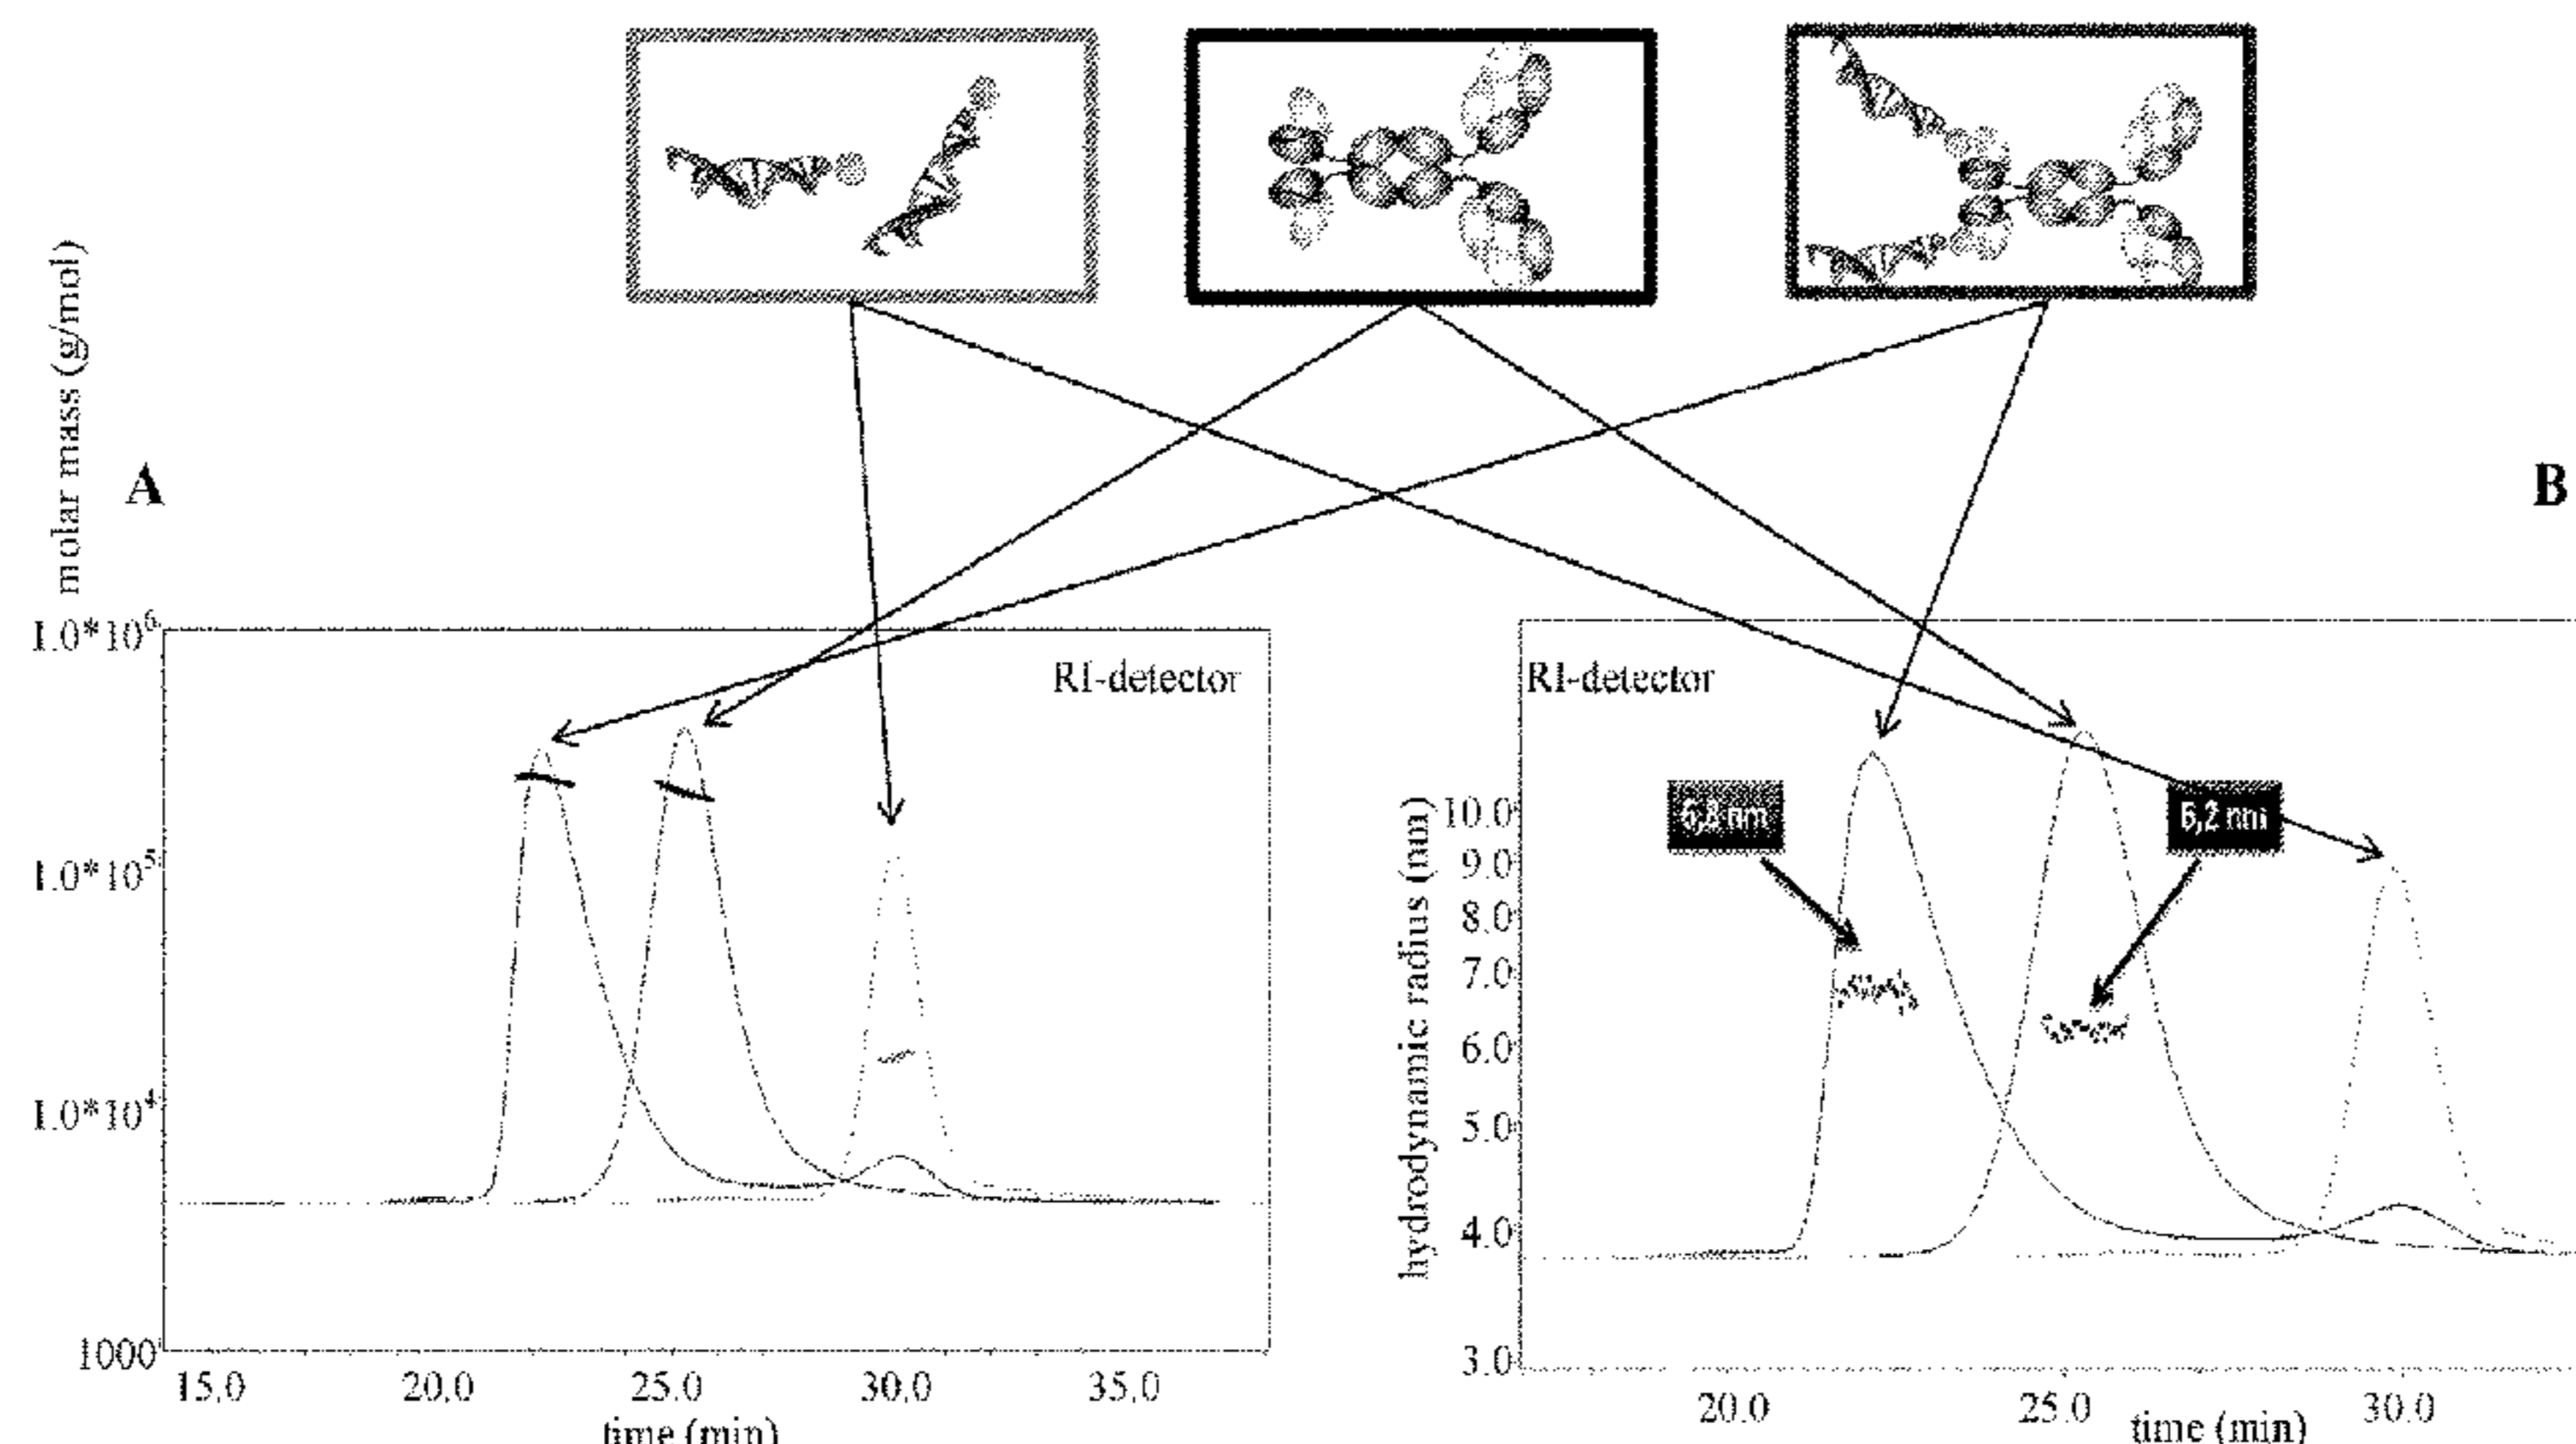 molar mass (g/mol)
A
B
1.0*10⁶
1.0*10⁵
1.0*10⁴
1000
RI-detector
15,0 20,0 25.0 30,0 35,0
time (min)
RI-detector
6,8 nm
6,2 nm
hydrodynamic radius (nm)
10.0
9.0
8.0
7.0
6.0
5.0
4.0
3.0
20.0 25.0 30.0
time (min)